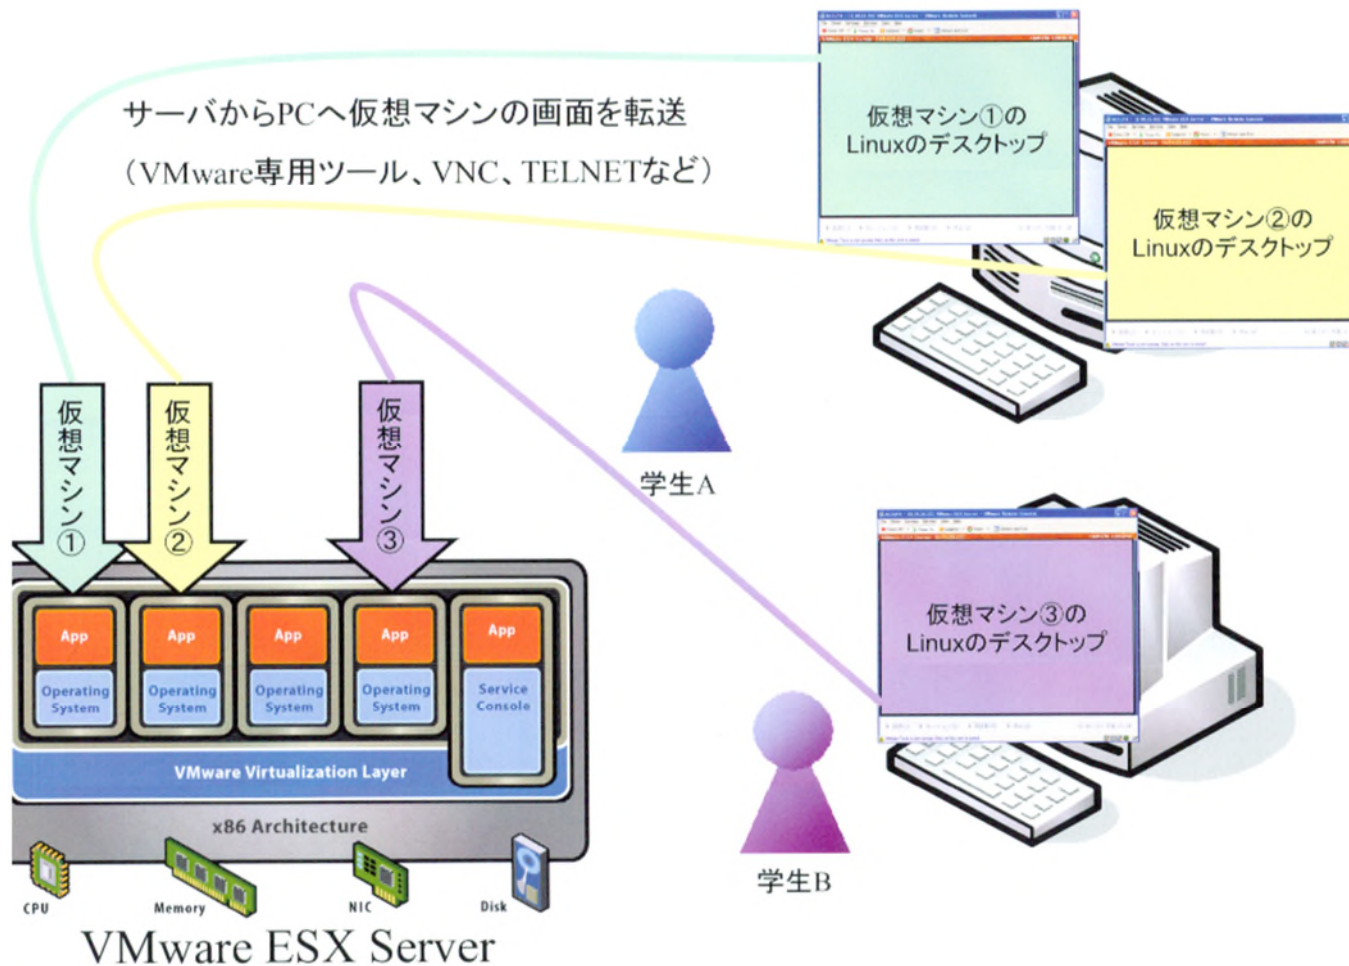 サーバからPCへ仮想マシンの画面を転送
（VMware専用ツール、VNC、TELNETなど）
仮想マシン①の
Linuxのデスクトップ
仮想マシン②の
Linuxのデスクトップ
学生A
仮想マシン①
仮想マシン②
仮想マシン③
仮想マシン③の
Linuxのデスクトップ
学生B
App
App
App
App
App
Operating
System
Operating
System
Operating
System
Operating
System
Service
Console
VMware Virtualization Layer
x86 Architecture
CPU
Memory
NIC
Disk
VMware ESX Server